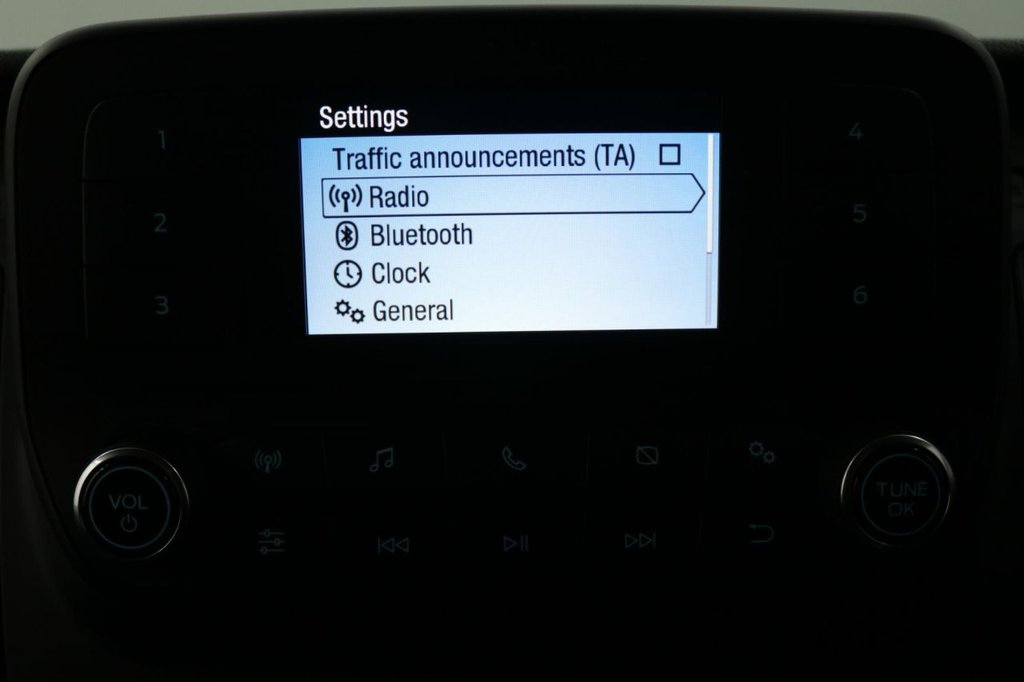 Settings
Traffic announcements (TA)
Radio
Bluetooth
Clock
General
1
2
3
4
5
6
VOL
TUNE
OK